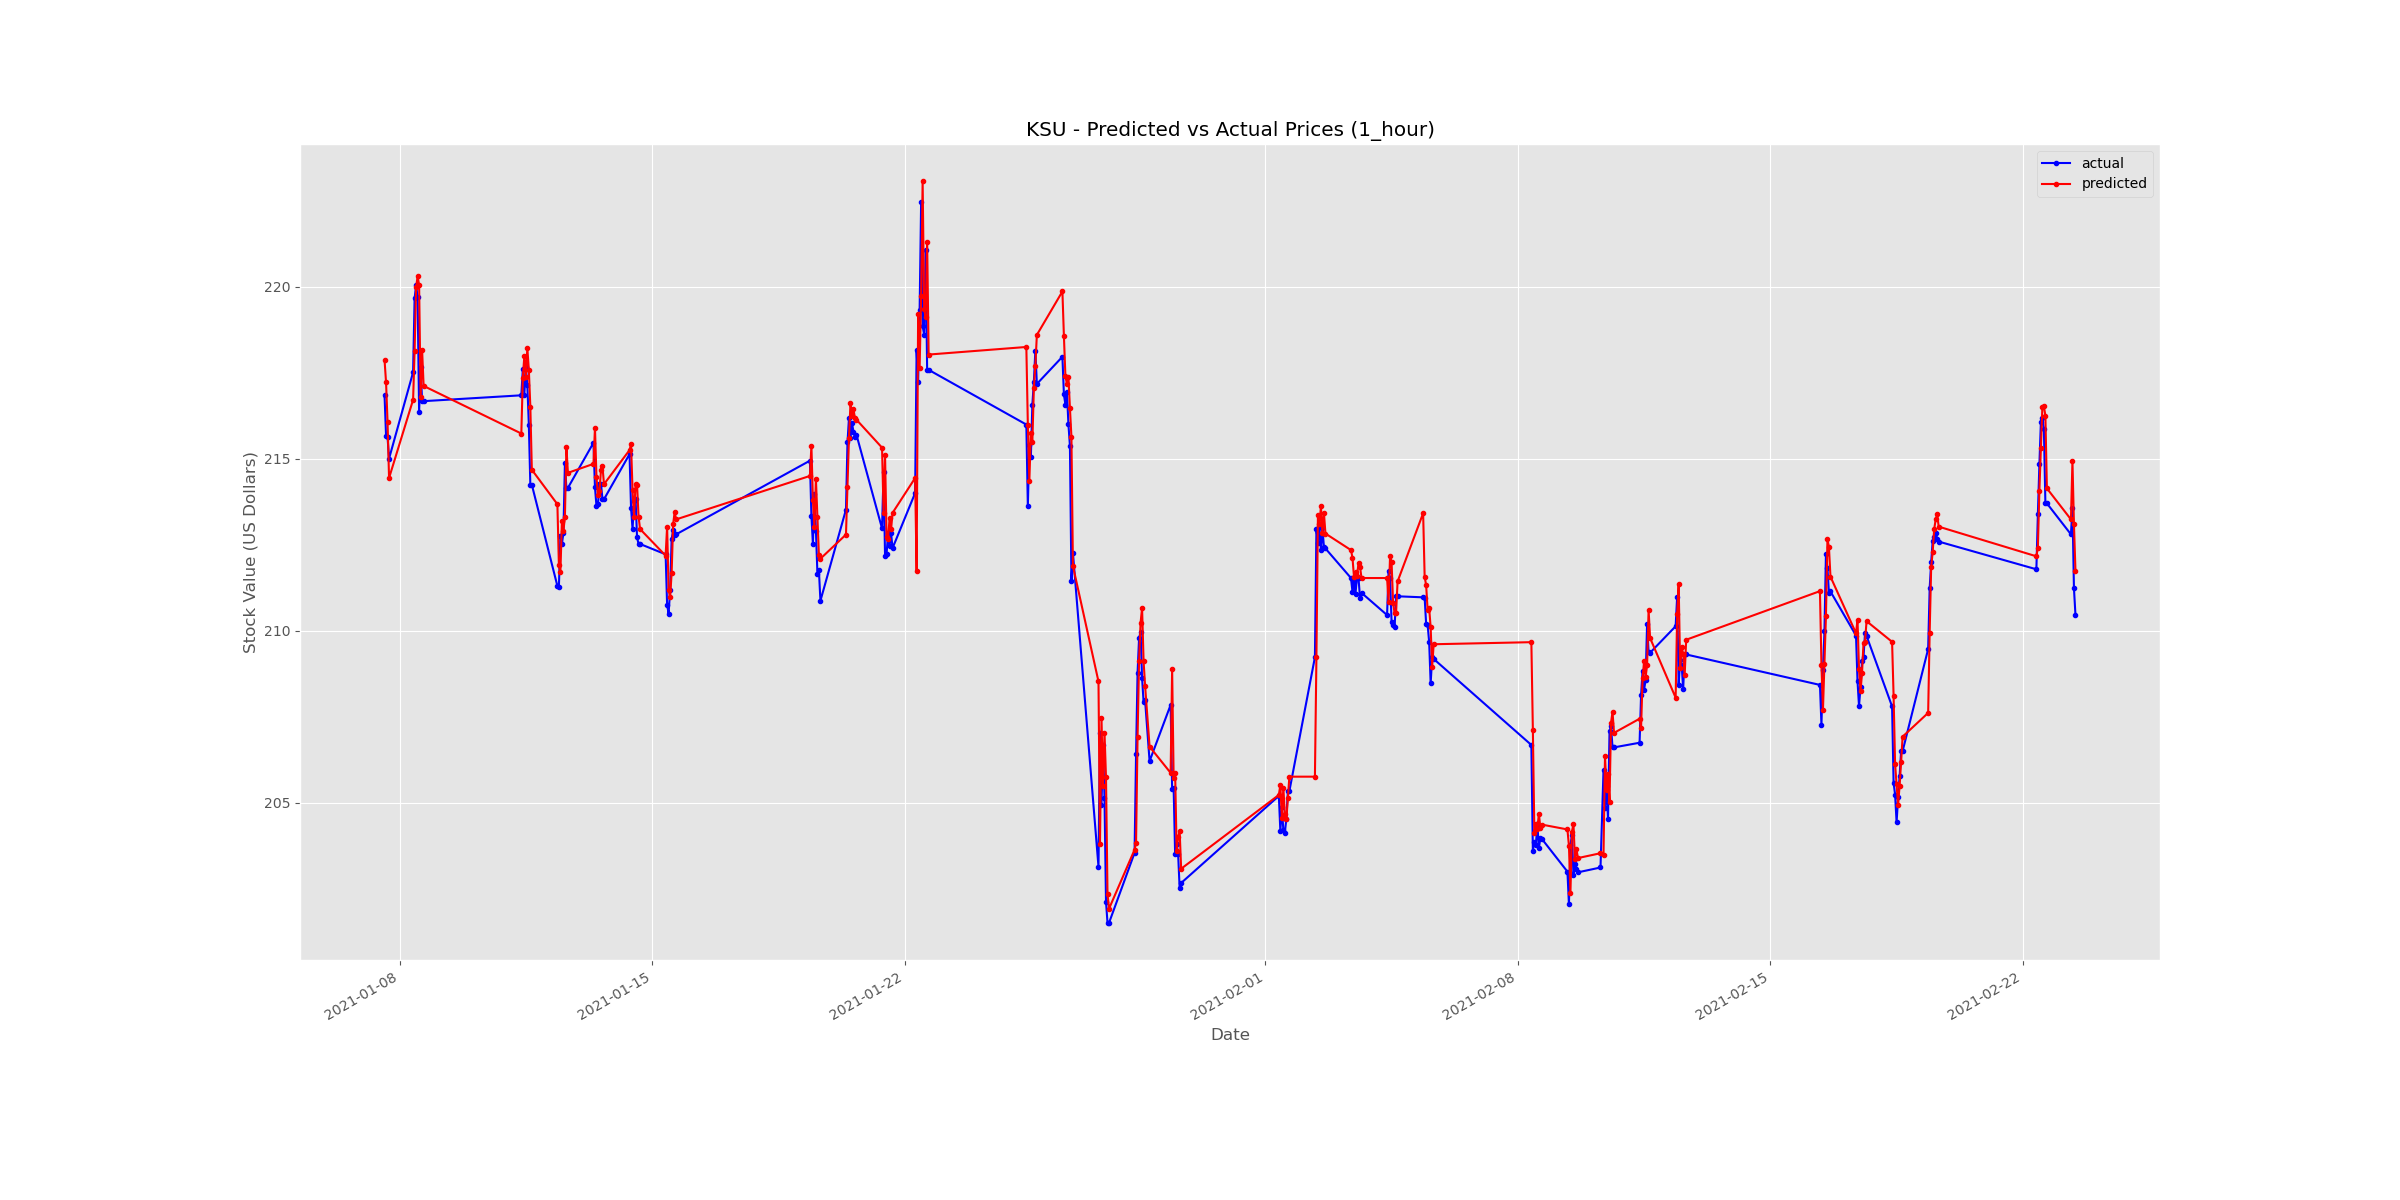 KSU - Predicted vs Actual Prices (1_hour)
actual
predicted
Stock Value (US Dollars)
220
215
210
205
2021-01-08
2021-01-15
2021-01-22
2021-02-01
2021-02-08
2021-02-15
2021-02-22
Date